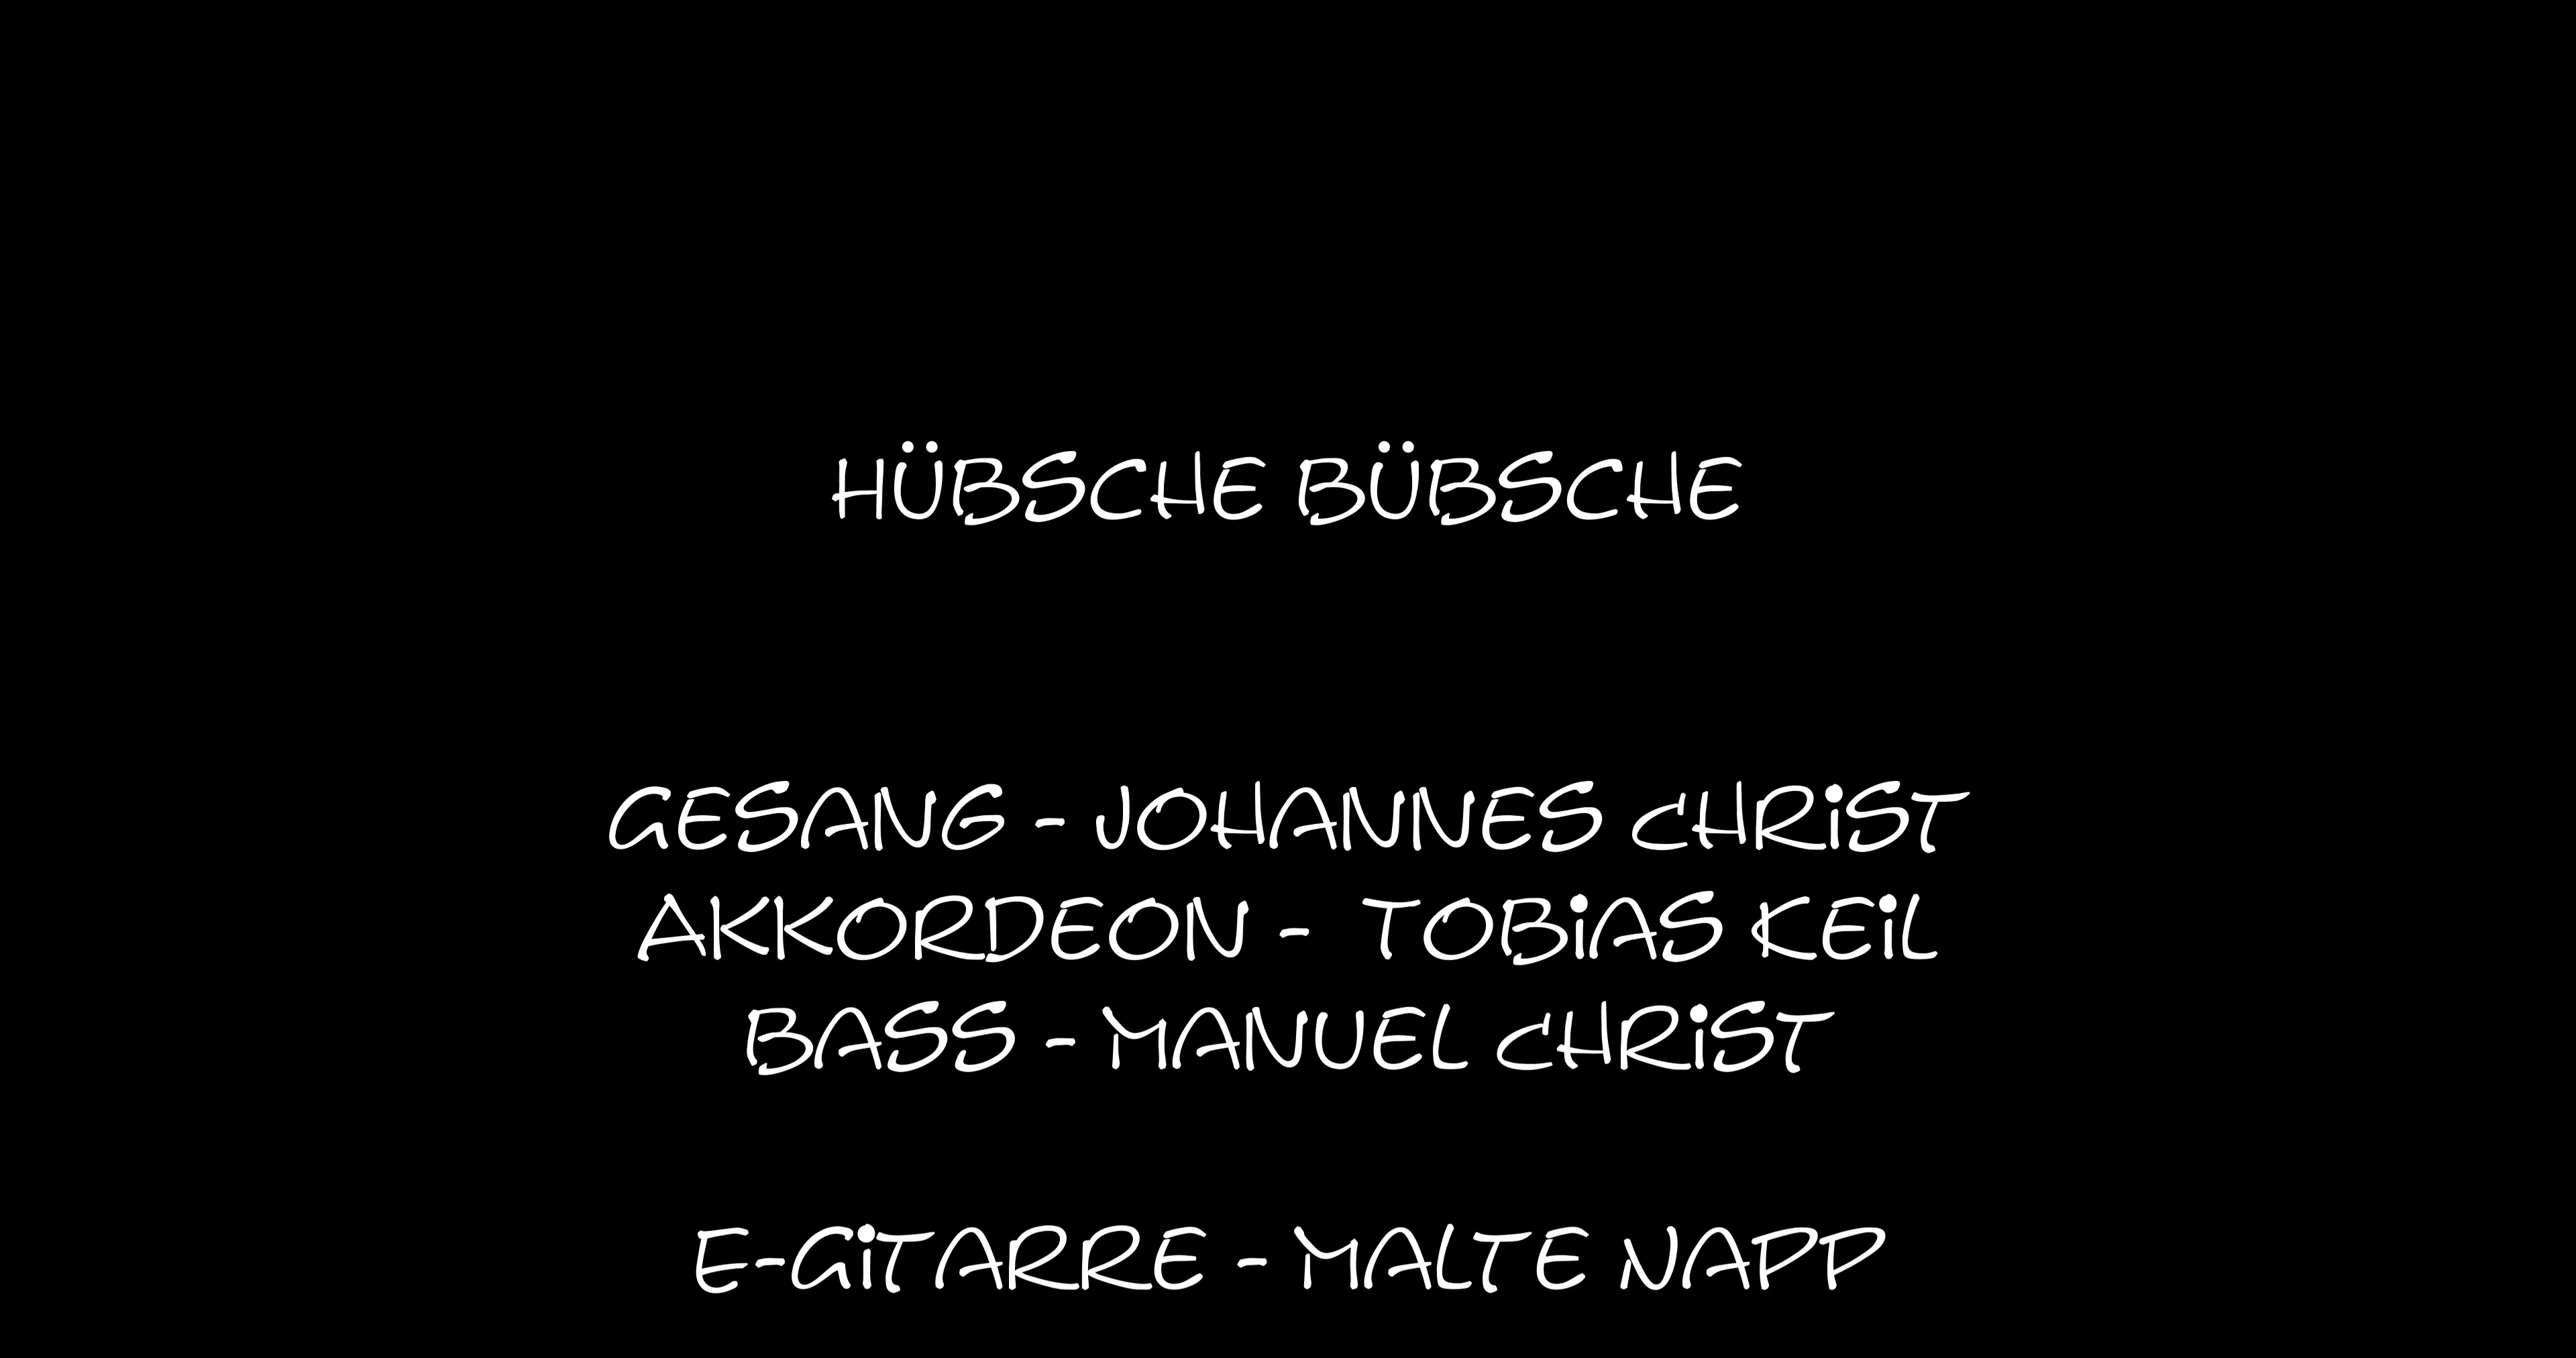 HÜBSCHE BÜBSCHE
GESANG - JOHANNES CHRIST
AKKORDEON - TOBIAS KEIL
BASS - MANUEL CHRIST
E-GITARRE - MALTE NAPP